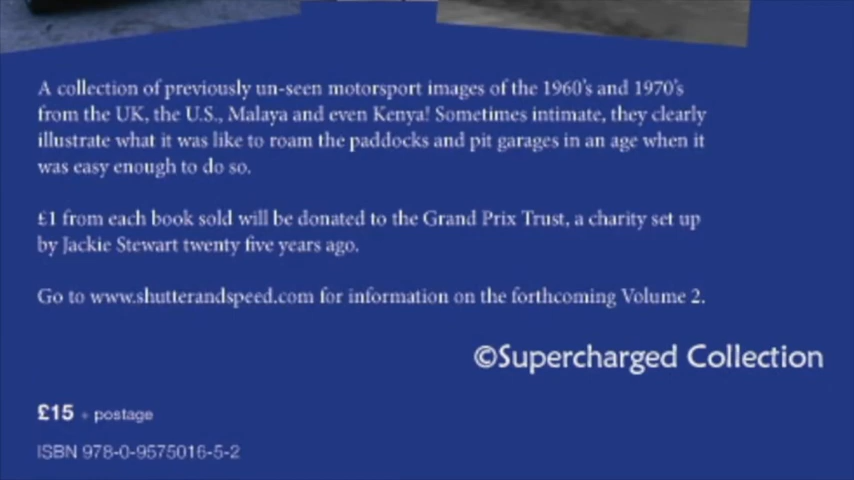 A collection of previously un-seen motorsport images of the 1960's and 1970's
from the UK, the U.S., Malaya and even Kenya! Sometimes intimate, they clearly
illustrate what it was like to roam the paddocks and pit garages in an age when it
was easy enough to do so.
£1 from each book sold will be donated to the Grand Prix Trust, a charity set up
by Jackie Stewart twenty five years ago.
Go to www.shutterandspeed.com for information on the forthcoming Volume 2.
©Supercharged Collection
£15 + postage
ISBN 978-0-9575016-5-2